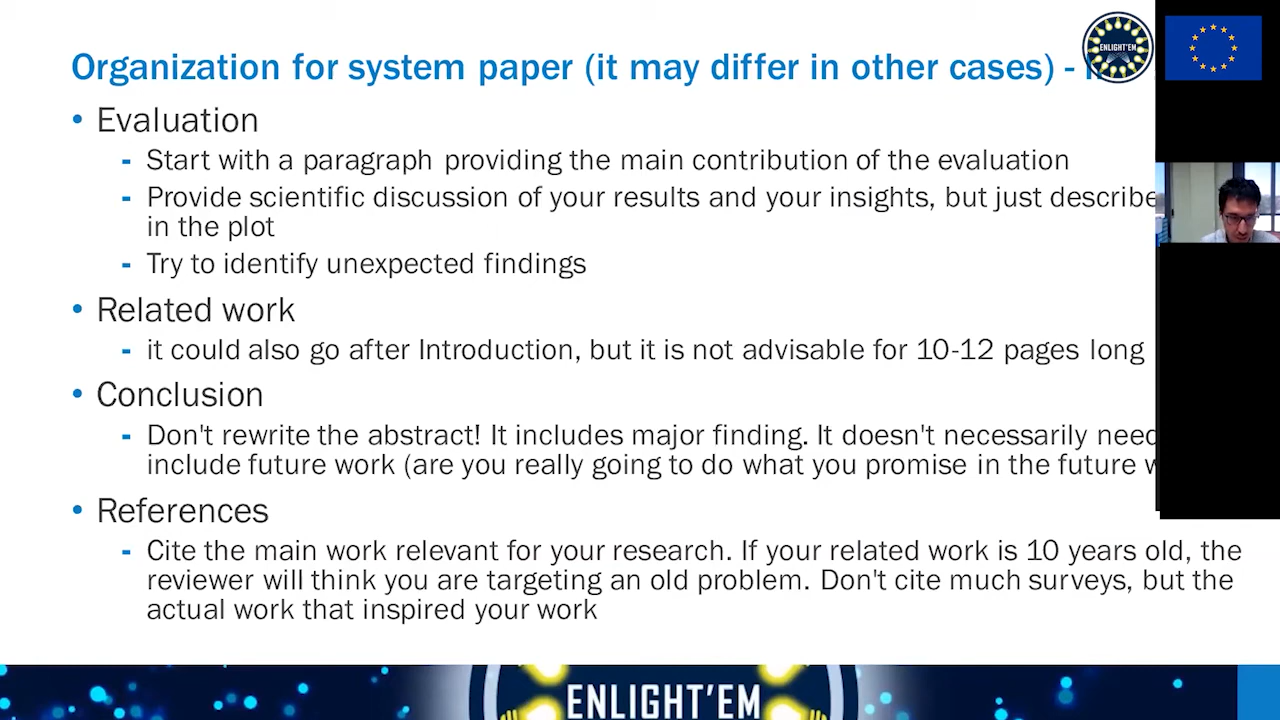 Organization for system paper (it may differ in other cases) -
ENLIGHT'EM
• Evaluation
- Start with a paragraph providing the main contribution of the evaluation
- Provide scientific discussion of your results and your insights, but just describe
in the plot
- Try to identify unexpected findings
• Related work
- it could also go after Introduction, but it is not advisable for 10-12 pages long
• Conclusion
- Don't rewrite the abstract! It includes major finding. It doesn't necessarily need
include future work (are you really going to do what you promise in the future
• References
- Cite the main work relevant for your research. If your related work is 10 years old, the
reviewer will think you are targeting an old problem. Don't cite much surveys, but the
actual work that inspired your work
ENLIGHT'EM